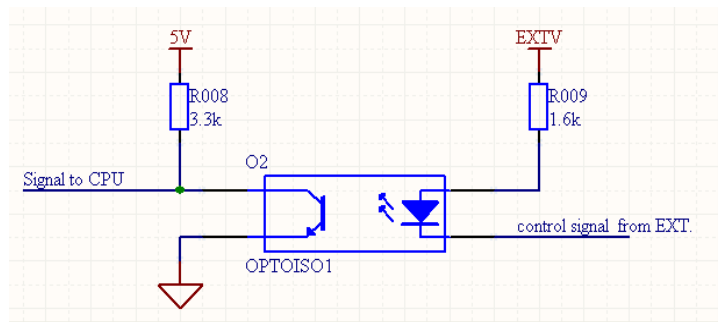 5V
EXTV
R008
3.3k
R009
1.6k
O2
Signal to CPU
control signal from EXT.
OPTOISO1